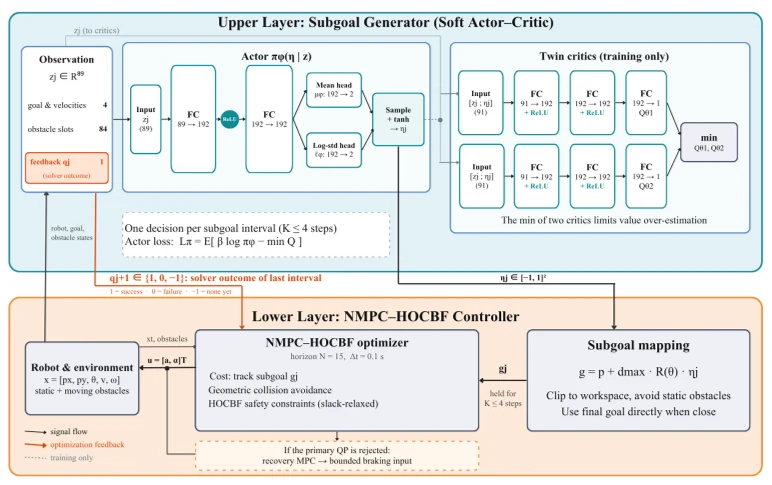 Upper Layer: Subgoal Generator (Soft Actor–Critic)
zj (to critics)
Observation
zj ∈ R⁸⁹
goal & velocities 4
obstacle slots 84
feedback qj 1
(solver outcome)
Actor πφ(η | z)
Input
zj
(89)
FC
89 → 192
ReLU
FC
192 → 192
Mean head
μφ: 192 → 2
Log-std head
ℓφ: 192 → 2
Sample
+ tanh
→ ηj
Twin critics (training only)
Input
[zj ; ηj]
(91)
FC
91 → 192
+ ReLU
FC
192 → 192
+ ReLU
FC
192 → 1
Qθ1
Input
[zj ; ηj]
(91)
FC
91 → 192
+ ReLU
FC
192 → 192
+ ReLU
FC
192 → 1
Qθ2
min
Qθ1, Qθ2
The min of two critics limits value over-estimation
One decision per subgoal interval (K ≤ 4 steps)
Actor loss: Lπ = E[ β log πφ − min Q ]
robot, goal,
obstacle states
qj+1 ∈ {1, 0, −1}: solver outcome of last interval
1 = success · 0 = failure · −1 = none yet
ηj ∈ [−1, 1]²
Lower Layer: NMPC–HOCBF Controller
Robot & environment
x = [px, py, θ, v, ω]
static + moving obstacles
xt, obstacles
u = [a, α]T
NMPC–HOCBF optimizer
horizon N = 15, Δt = 0.1 s
Cost: track subgoal gj
Geometric collision avoidance
HOCBF safety constraints (slack-relaxed)
gj
held for
K ≤ 4 steps
Subgoal mapping
g = p + dmax · R(θ) · ηj
Clip to workspace, avoid static obstacles
Use final goal directly when close
signal flow
optimization feedback
training only
If the primary QP is rejected:
recovery MPC → bounded braking input